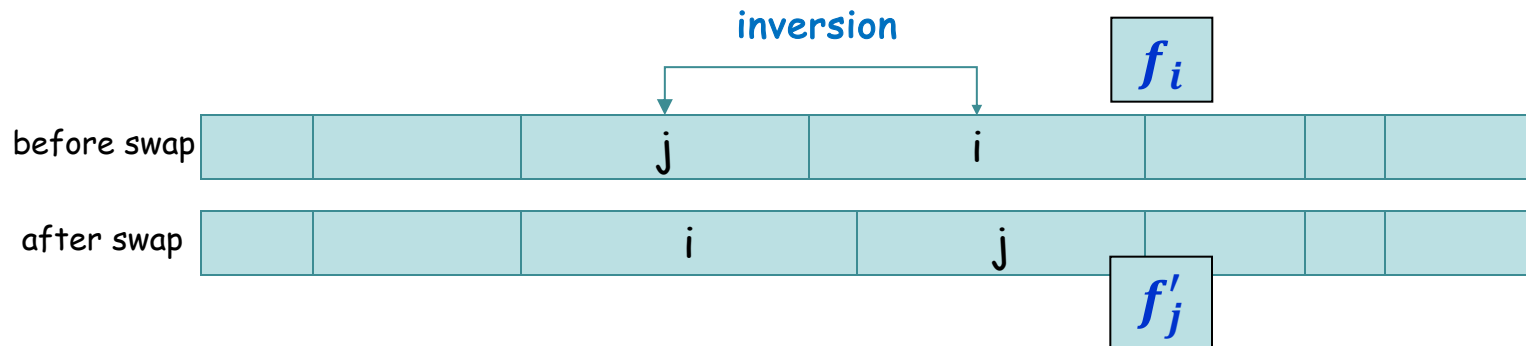 inversion
f_i
before swap j i
after swap i j
f'_j